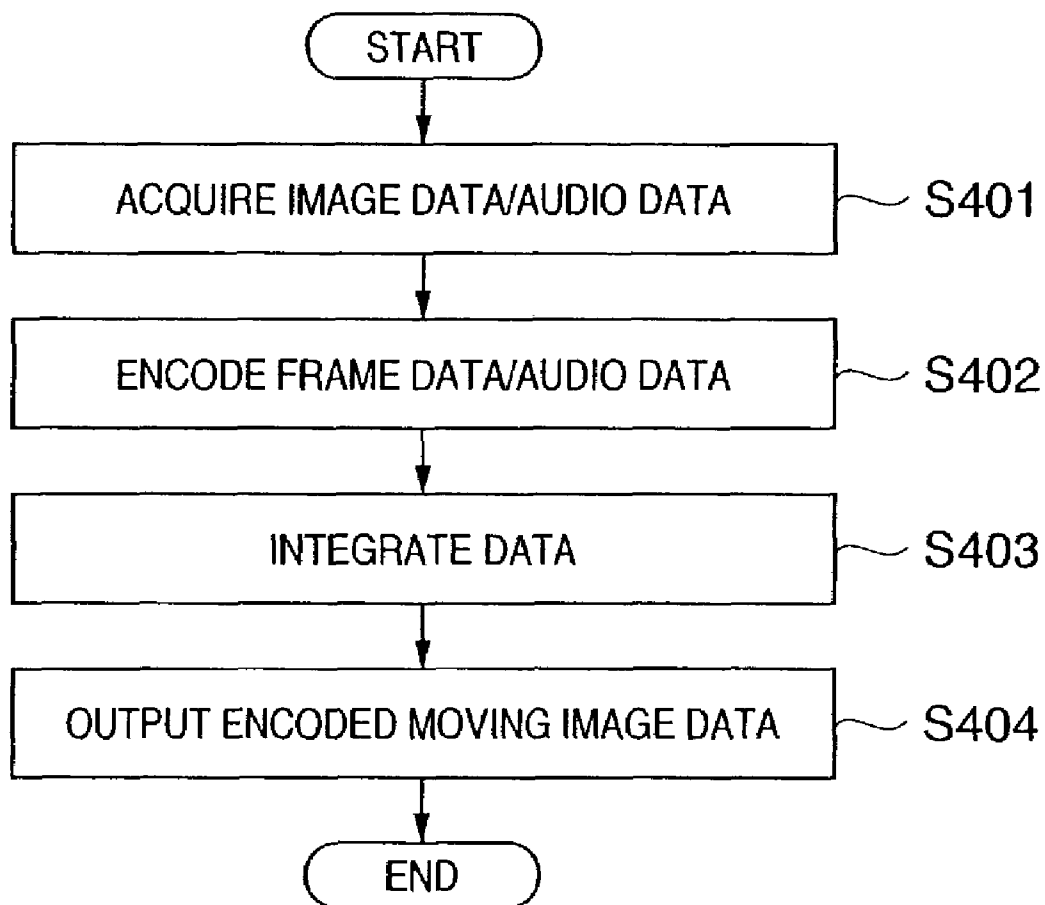 START
ACQUIRE IMAGE DATA/AUDIO DATA
S401
ENCODE FRAME DATA/AUDIO DATA
S402
INTEGRATE DATA
S403
OUTPUT ENCODED MOVING IMAGE DATA
S404
END